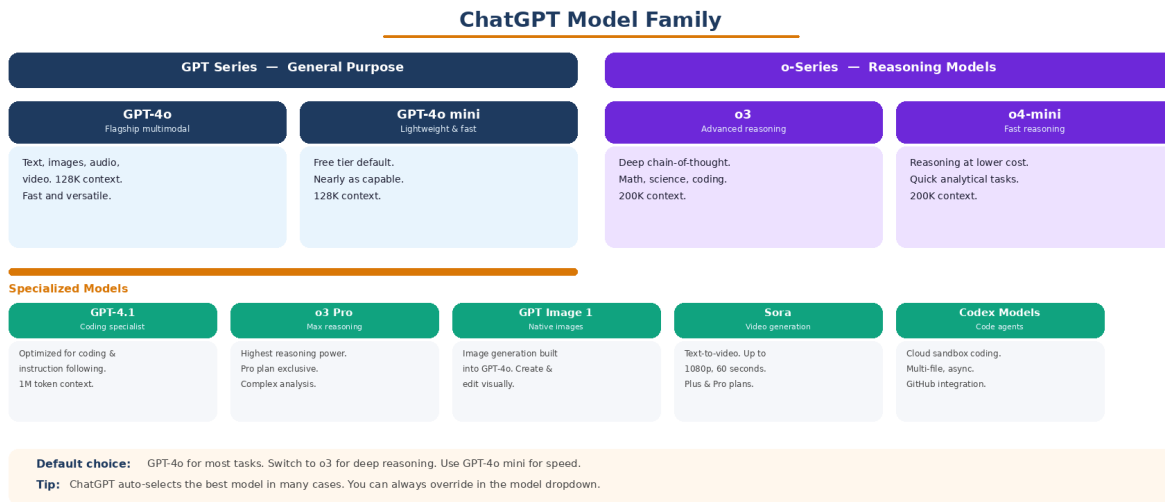 ChatGPT Model Family
GPT Series — General Purpose
GPT-4o
Flagship multimodal
Text, images, audio,
video. 128K context.
Fast and versatile.
GPT-4o mini
Lightweight & fast
Free tier default.
Nearly as capable.
128K context.
o-Series — Reasoning Models
o3
Advanced reasoning
Deep chain-of-thought.
Math, science, coding.
200K context.
o4-mini
Fast reasoning
Reasoning at lower cost.
Quick analytical tasks.
200K context.
Specialized Models
GPT-4.1
Coding specialist
Optimized for coding &
instruction following.
1M token context.
o3 Pro
Max reasoning
Highest reasoning power.
Pro plan exclusive.
Complex analysis.
GPT Image 1
Native images
Image generation built
into GPT-4o. Create &
edit visually.
Sora
Video generation
Text-to-video. Up to
1080p, 60 seconds.
Plus & Pro plans.
Codex Models
Code agents
Cloud sandbox coding.
Multi-file, async.
GitHub integration.
Default choice: GPT-4o for most tasks. Switch to o3 for deep reasoning. Use GPT-4o mini for speed.
Tip: ChatGPT auto-selects the best model in many cases. You can always override in the model dropdown.